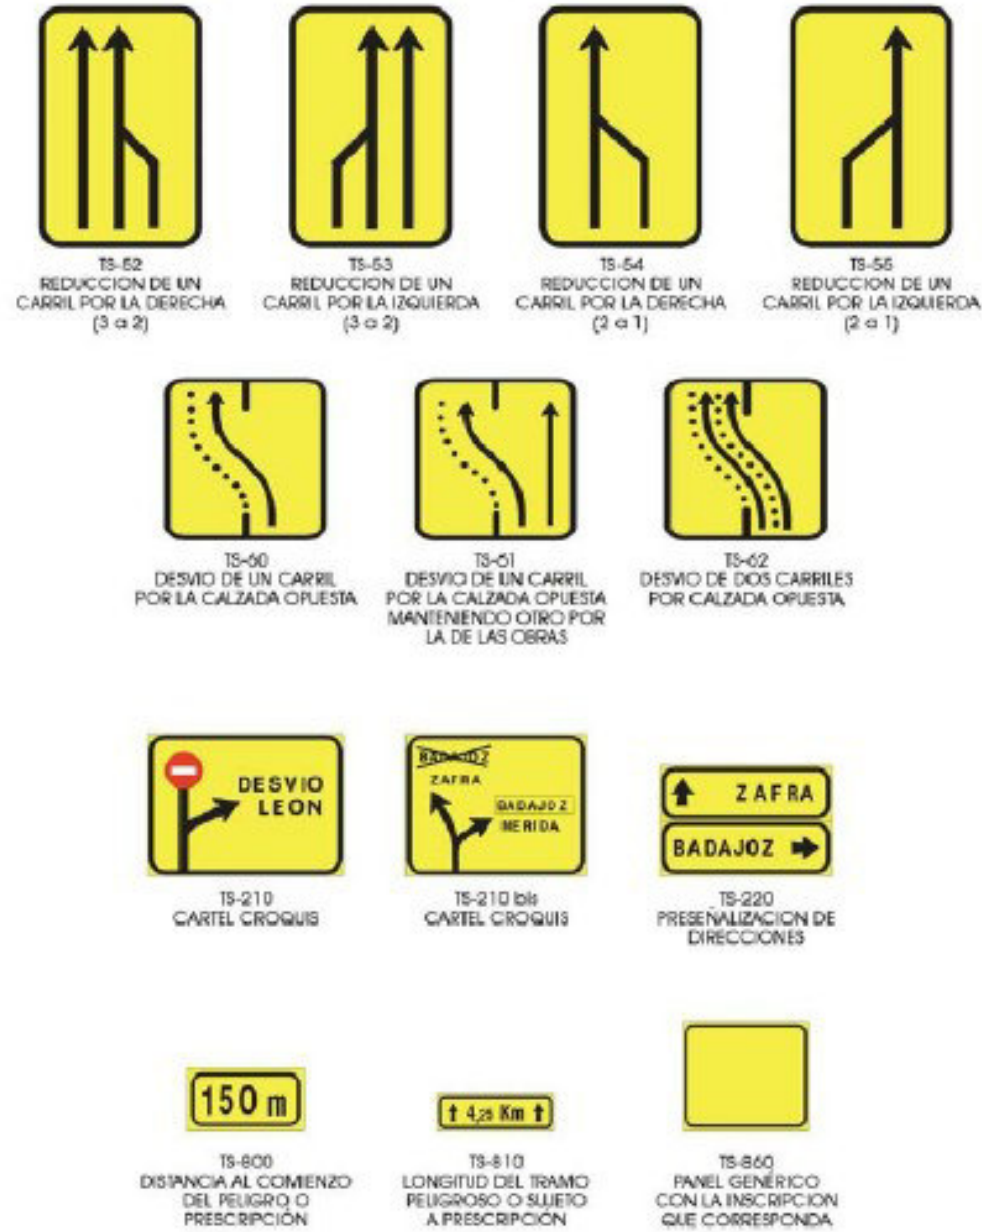 TS-52
REDUCCION DE UN
CARRIL POR LA DERECHA
(3 a 2)
TS-53
REDUCCION DE UN
CARRIL POR LA IZQUIERDA
(3 a 2)
TS-54
REDUCCION DE UN
CARRIL POR LA DERECHA
(2 a 1)
TS-55
REDUCCION DE UN
CARRIL POR LA IZQUIERDA
(2 a 1)
TS-60
DESVIO DE UN CARRIL
POR LA CALZADA OPUESTA
TS-61
DESVIO DE UN CARRIL
POR LA CALZADA OPUESTA
MANTENIENDO OTRO POR
LA DE LAS OBRAS
TS-62
DESVIO DE DOS CARRILES
POR CALZADA OPUESTA
DESVIO
LEON
TS-210
CARTEL CROQUIS
BADAJOZ
ZAFRA
BADAJOZ
MERIDA
TS-210 bis
CARTEL CROQUIS
ZAFRA
BADAJOZ
TS-220
PRESEÑALIZACION DE
DIRECCIONES
150 m
TS-800
DISTANCIA AL COMIENZO
DEL PELIGRO O
PRESCRIPCIÓN
4,25 Km
TS-810
LONGITUD DEL TRAMO
PELIGROSO O SUJETO
A PRESCRIPCIÓN
TS-860
PANEL GENÉRICO
CON LA INSCRIPCION
QUE CORRESPONDA